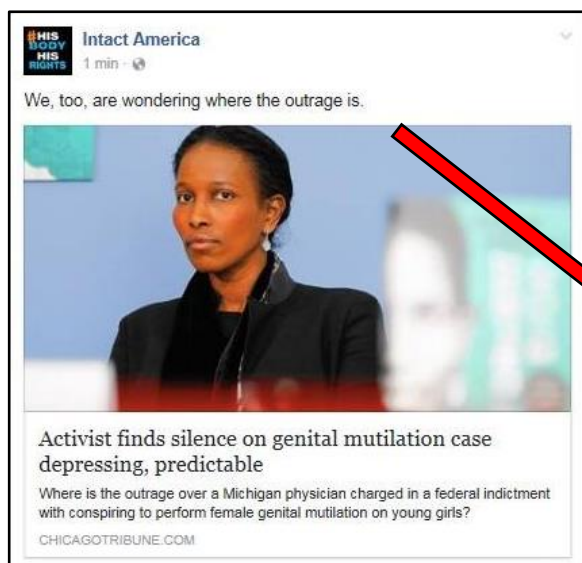 #HIS
BODY
HIS
RIGHTS
Intact America
1 min ·
We, too, are wondering where the outrage is.
Activist finds silence on genital mutilation case
depressing, predictable
Where is the outrage over a Michigan physician charged in a federal indictment
with conspiring to perform female genital mutilation on young girls?
CHICAGOTRIBUNE.COM